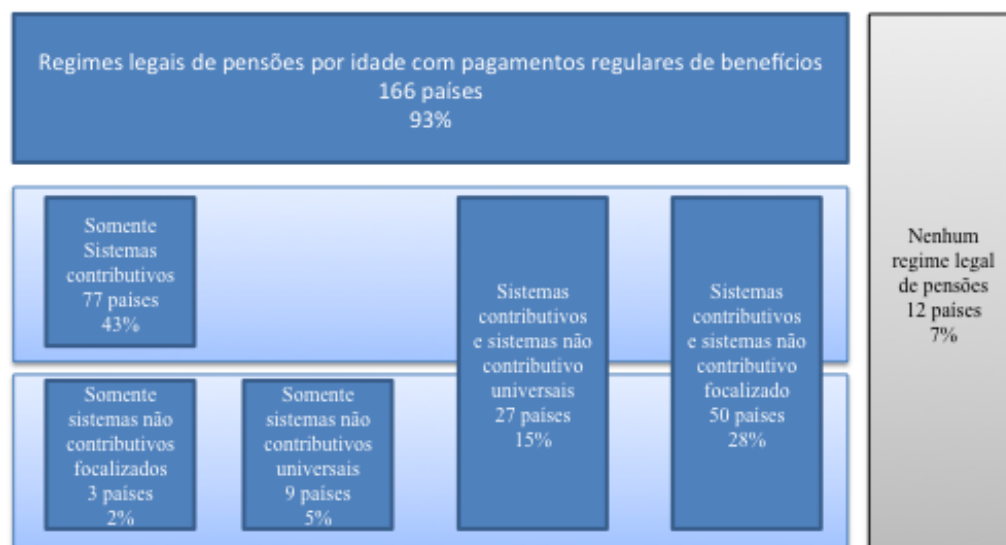 Regimes legais de pensões por idade com pagamentos regulares de benefícios
166 países
93%
Somente
Sistemas
contributivos
77 países
43%
Sistemas
contributivos
e sistemas não
contributivo
universais
27 países
15%
Sistemas
contributivos
e sistemas não
contributivo
focalizado
50 países
28%
Nenhum
regime legal
de pensões
12 países
7%
Somente
sistemas não
contributivos
focalizados
3 países
2%
Somente
sistemas não
contributivos
universais
9 países
5%